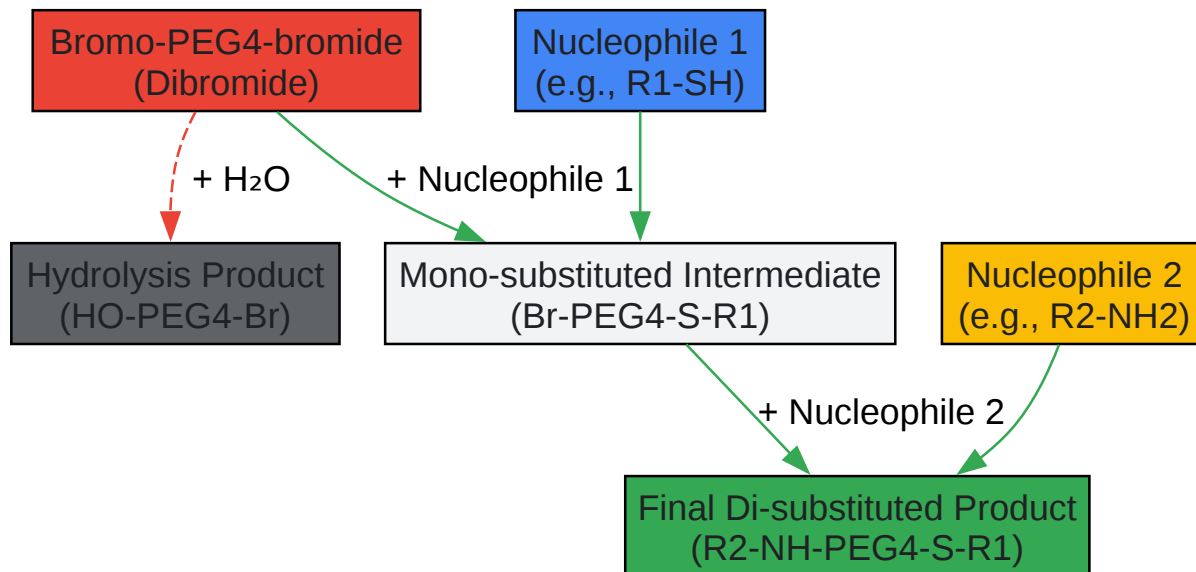 Bromo-PEG4-bromide
(Dibromide)
Nucleophile 1
(e.g., R1-SH)
+ H₂O
+ Nucleophile 1
Hydrolysis Product
(HO-PEG4-Br)
Mono-substituted Intermediate
(Br-PEG4-S-R1)
Nucleophile 2
(e.g., R2-NH2)
+ Nucleophile 2
Final Di-substituted Product
(R2-NH-PEG4-S-R1)